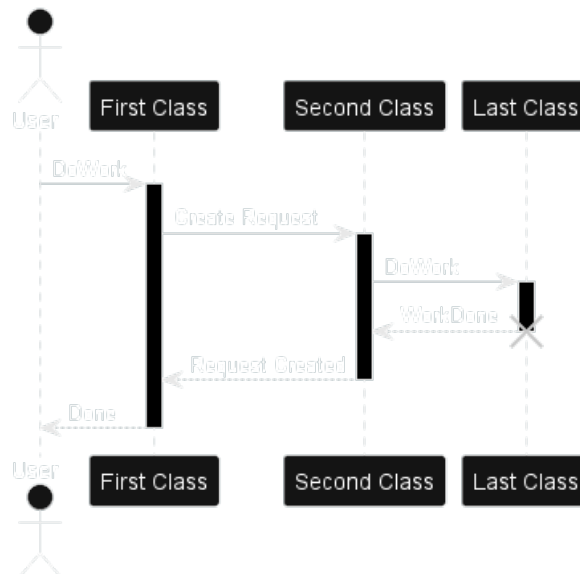 User
First Class
Second Class
Last Class
DoWork
Create Request
DoWork
WorkDone
Request Created
Done
User
First Class
Second Class
Last Class